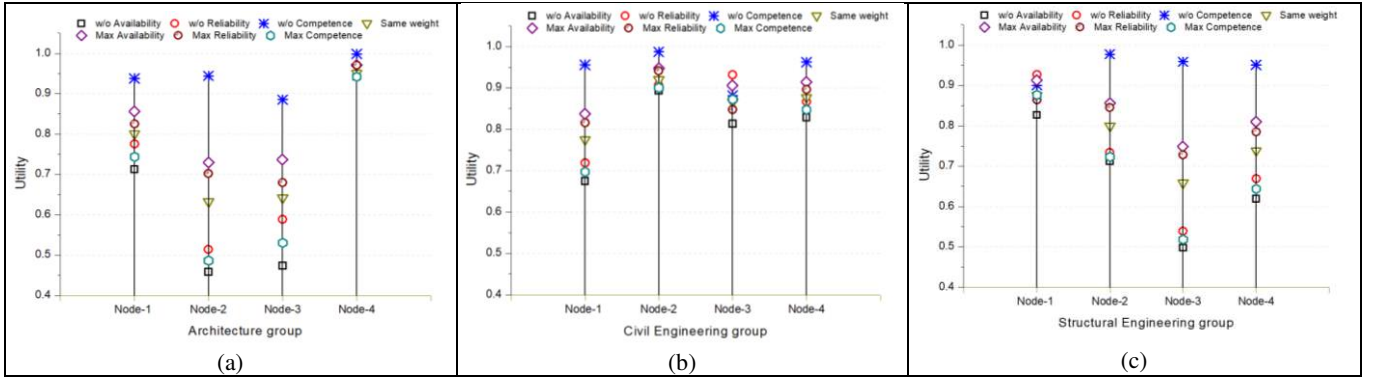 w/o Availability w/o Reliability w/o Competence Same weight
Max Availability Max Reliability Max Competence
1.0
0.9
0.8
0.7
0.6
0.5
0.4
Utility
Node-1 Node-2 Node-3 Node-4
Architecture group
(a)
w/o Availability w/o Reliability w/o Competence Same weight
Max Availability Max Reliability Max Competence
1.0
0.9
0.8
0.7
0.6
0.5
0.4
Utility
Node-1 Node-2 Node-3 Node-4
Civil Engineering group
(b)
w/o Availability w/o Reliability w/o Competence Same weight
Max Availability Max Reliability Max Competence
1.0
0.9
0.8
0.7
0.6
0.5
0.4
Utility
Node-1 Node-2 Node-3 Node-4
Structural Engineering group
(c)